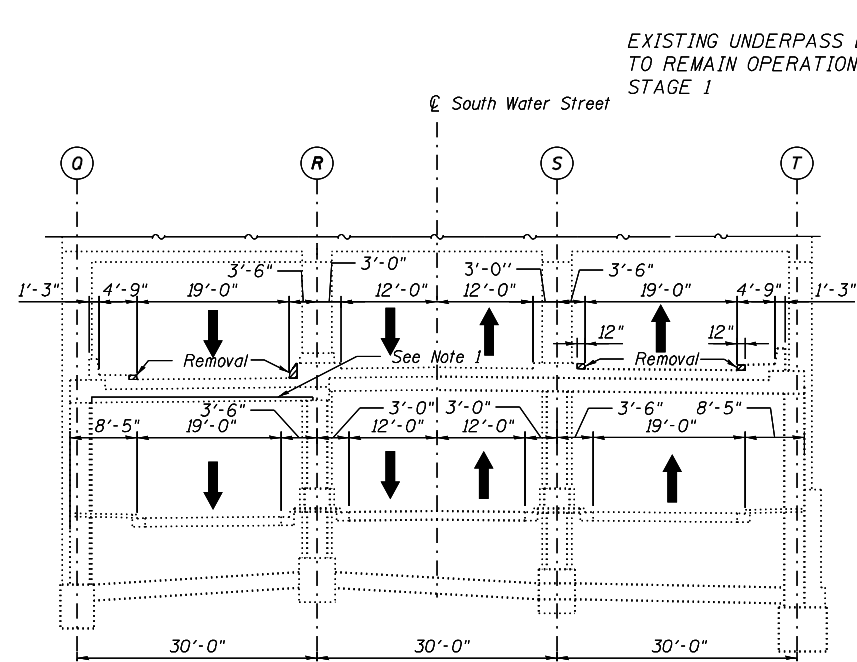 EXISTING UNDERPASS
TO REMAIN OPERATION
STAGE 1
℄ South Water Street
Q R S T
3'-6" 3'-0" 3'-0'' 3'-6"
1'-3" 4'-9" 19'-0" 12'-0" 12'-0" 19'-0" 4'-9" 1'-3"
12" 12"
Removal See Note 1 Removal
3'-6" 3'-0" 3'-0" 3'-6" 8'-5"
8'-5" 19'-0" 12'-0" 12'-0" 19'-0"
30'-0" 30'-0" 30'-0"